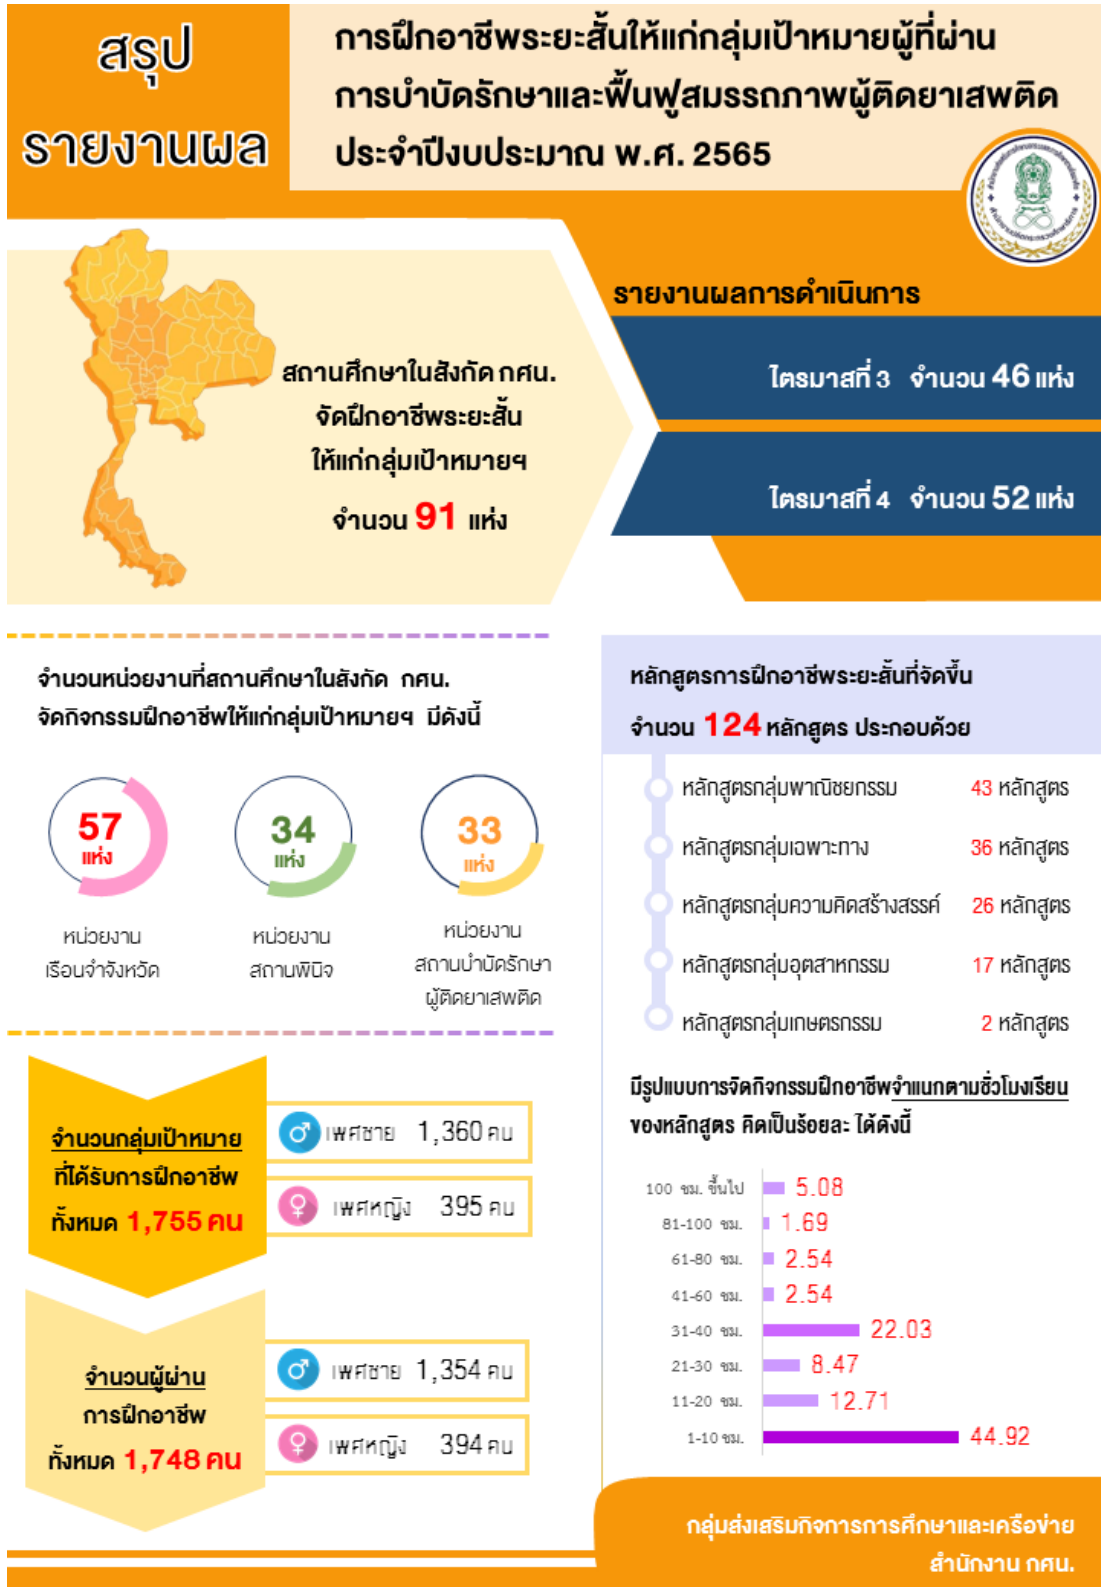 สรุป
รายงานผล
การฝึกอาชีพระยะสั้นให้แก่กลุ่มเป้าหมายผู้ที่ผ่าน
การบำบัดรักษาและฟื้นฟูสมรรถภาพผู้ติดยาเสพติด
ประจำปีงบประมาณ พ.ศ. 2565
สถานศึกษาในสังกัด กศน.
จัดฝึกอาชีพระยะสั้น
ให้แก่กลุ่มเป้าหมายฯ
จำนวน 91 แห่ง
รายงานผลการดำเนินการ
ไตรมาสที่ 3 จำนวน 46 แห่ง
ไตรมาสที่ 4 จำนวน 52 แห่ง
จำนวนหน่วยงานที่สถานศึกษาในสังกัด กศน.
จัดกิจกรรมฝึกอาชีพให้แก่กลุ่มเป้าหมายฯ มีดังนี้
57
แห่ง
หน่วยงาน
เรือนจำจังหวัด
34
แห่ง
หน่วยงาน
สถานพินิจ
33
แห่ง
หน่วยงาน
สถานบำบัดรักษา
ผู้ติดยาเสพติด
จำนวนกลุ่มเป้าหมาย
ที่ได้รับการฝึกอาชีพ
ทั้งหมด 1,755 คน
เพศชาย 1,360 คน
เพศหญิง 395 คน
จำนวนผู้ผ่าน
การฝึกอาชีพ
ทั้งหมด 1,748 คน
เพศชาย 1,354 คน
เพศหญิง 394 คน
หลักสูตรการฝึกอาชีพระยะสั้นที่จัดขึ้น
จำนวน 124 หลักสูตร ประกอบด้วย
หลักสูตรกลุ่มพาณิชยกรรม 43 หลักสูตร
หลักสูตรกลุ่มเฉพาะทาง 36 หลักสูตร
หลักสูตรกลุ่มความคิดสร้างสรรค์ 26 หลักสูตร
หลักสูตรกลุ่มอุตสาหกรรม 17 หลักสูตร
หลักสูตรกลุ่มเกษตรกรรม 2 หลักสูตร
มีรูปแบบการจัดกิจกรรมฝึกอาชีพจำแนกตามชั่วโมงเรียน
ของหลักสูตร คิดเป็นร้อยละ ได้ดังนี้
100 ชม. ขึ้นไป 5.08
81-100 ชม. 1.69
61-80 ชม. 2.54
41-60 ชม. 2.54
31-40 ชม. 22.03
21-30 ชม. 8.47
11-20 ชม. 12.71
1-10 ชม. 44.92
กลุ่มส่งเสริมกิจการการศึกษาและเครือข่าย
สำนักงาน กศน.